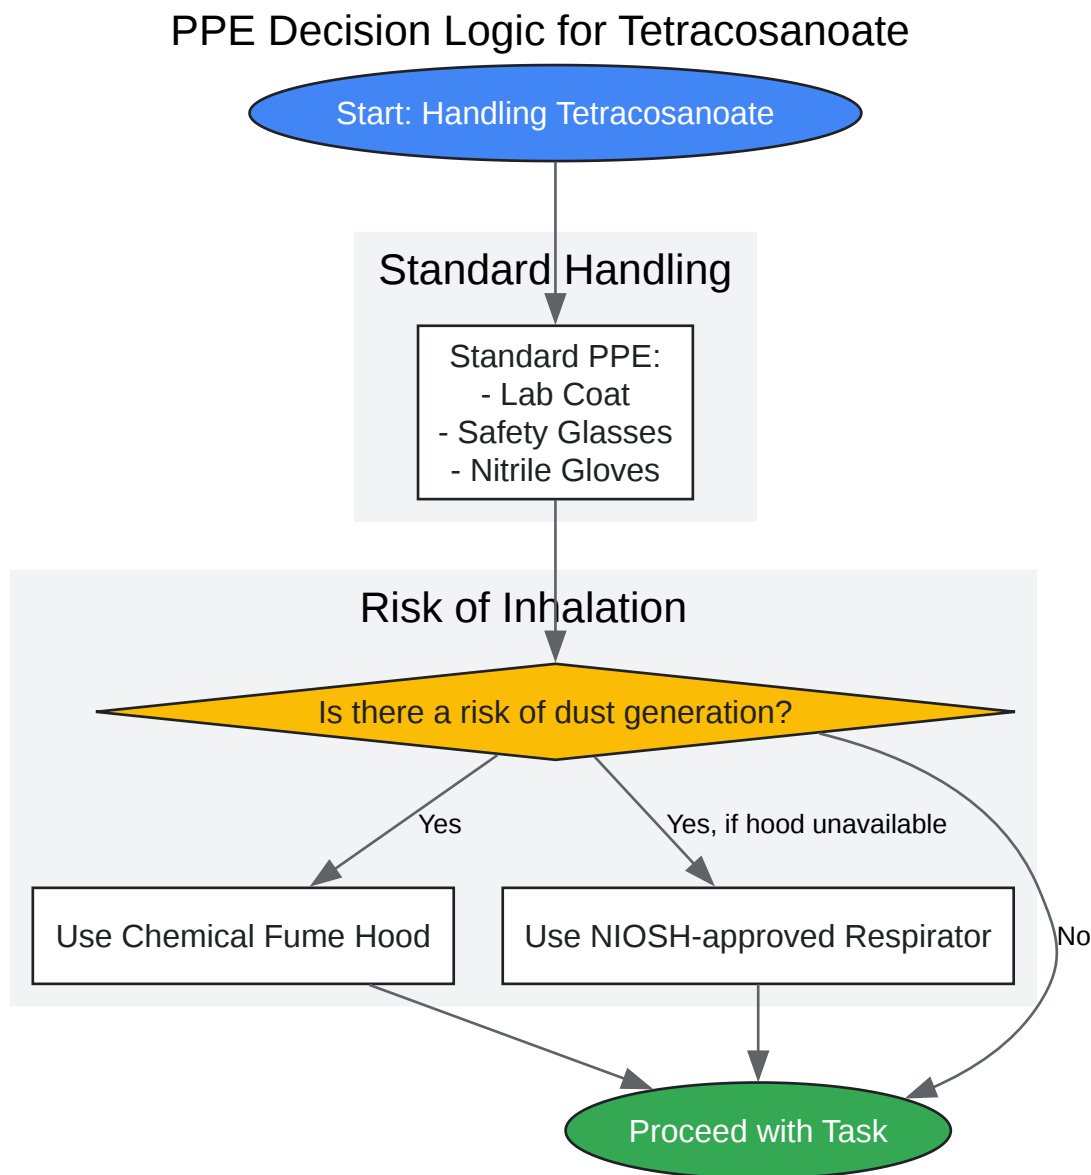 PPE Decision Logic for Tetracosanoate
Start: Handling Tetracosanoate
Standard Handling
Standard PPE:
- Lab Coat
- Safety Glasses
- Nitrile Gloves
Risk of Inhalation
Is there a risk of dust generation?
Yes
Yes, if hood unavailable
Use Chemical Fume Hood
Use NIOSH-approved Respirator
No
Proceed with Task